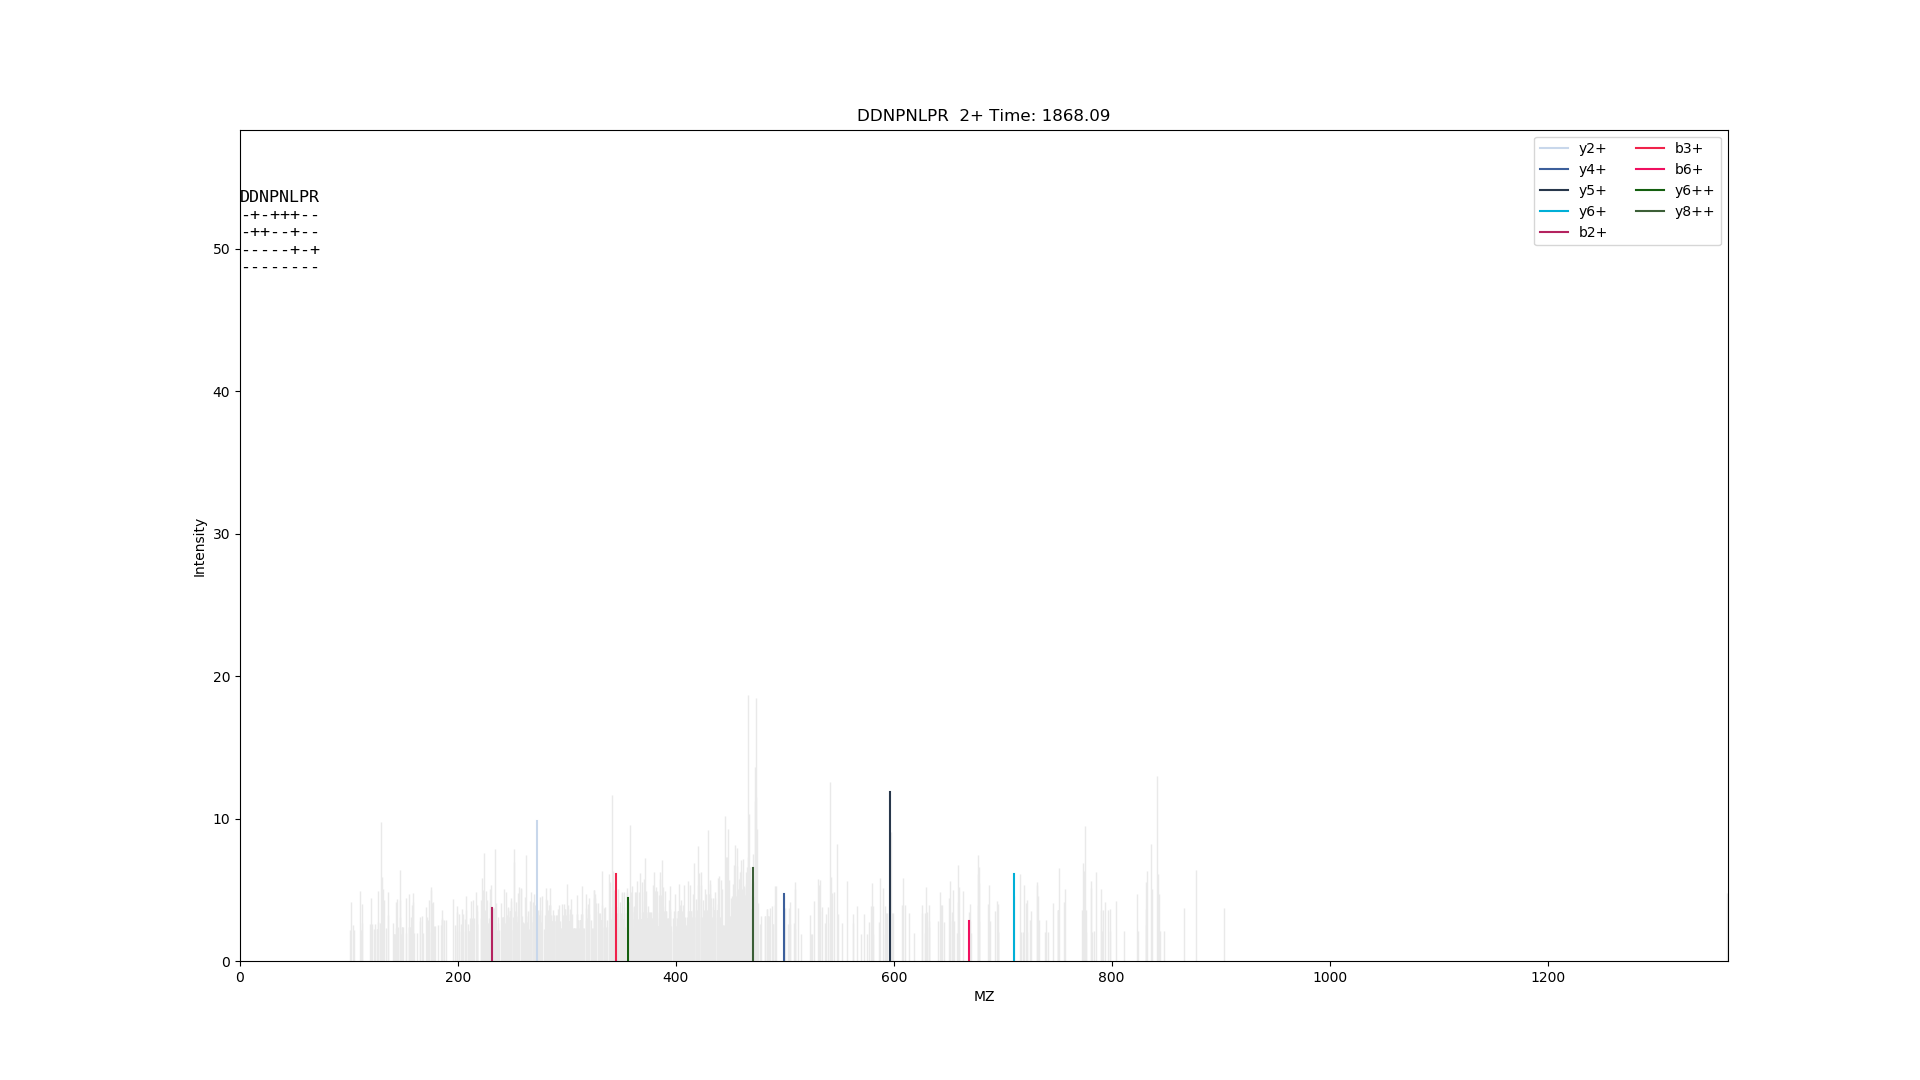 DDNPNLPR  2+ Time: 1868.09
y2+
y4+
y5+
y6+
b2+
b3+
b6+
y6++
y8++
DDNPNLPR
-+-+++--
-++--+--
-----+-+
--------
50
40
30
20
10
0
Intensity
0 200 400 600 800 1000 1200
MZ